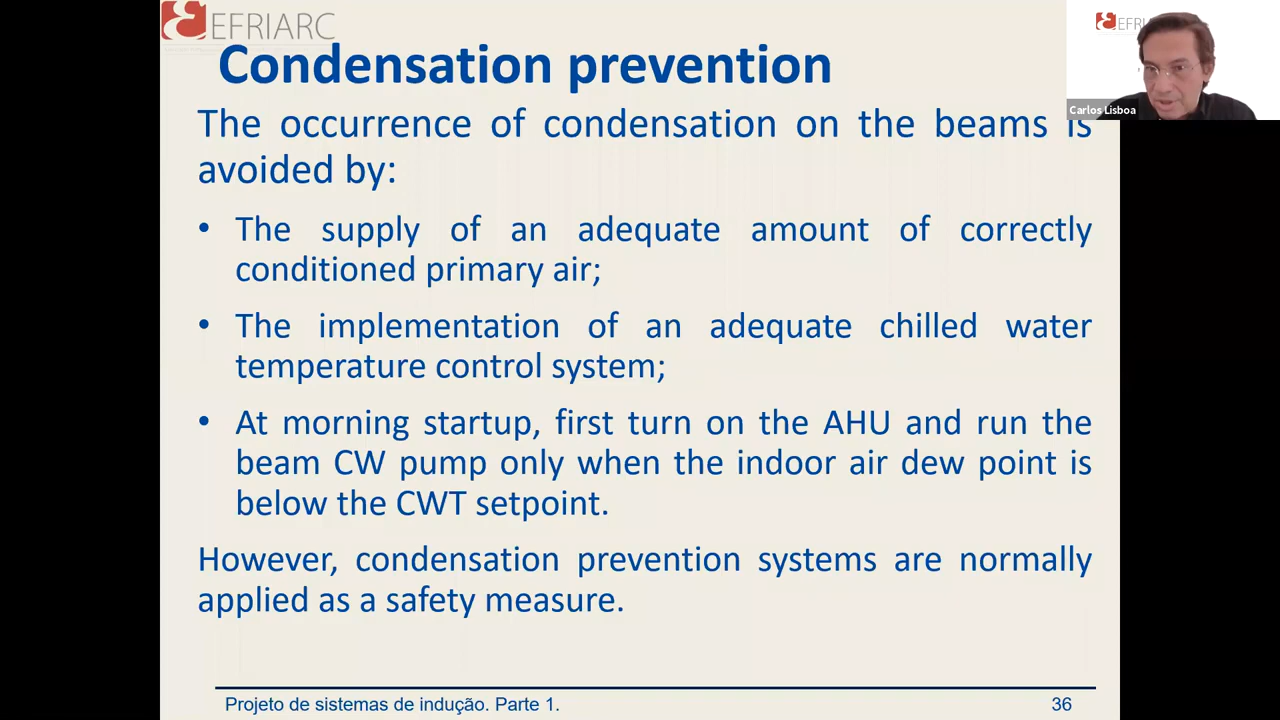 EFRIARC
EFRI
Condensation prevention
Carlos Lisboa
The occurrence of condensation on the beams is
avoided by:
• The supply of an adequate amount of correctly
conditioned primary air;
• The implementation of an adequate chilled water
temperature control system;
• At morning startup, first turn on the AHU and run the
beam CW pump only when the indoor air dew point is
below the CWT setpoint.
However, condensation prevention systems are normally
applied as a safety measure.
Projeto de sistemas de indução. Parte 1.
36